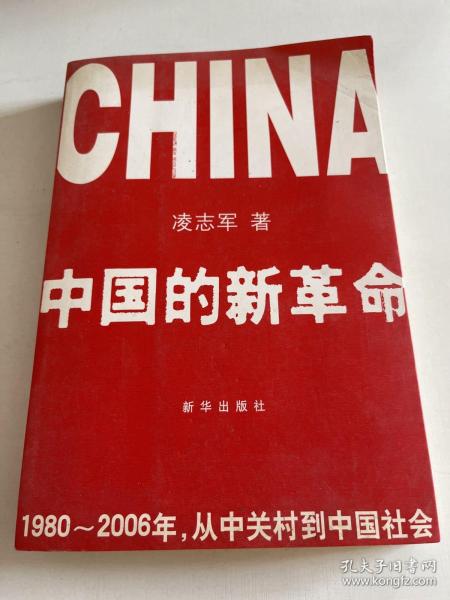 CHINA
凌志军 著
中国的新革命
新华出版社
1980～2006年，从中关村到中国社会
孔夫子旧书网
www.kongfz.com